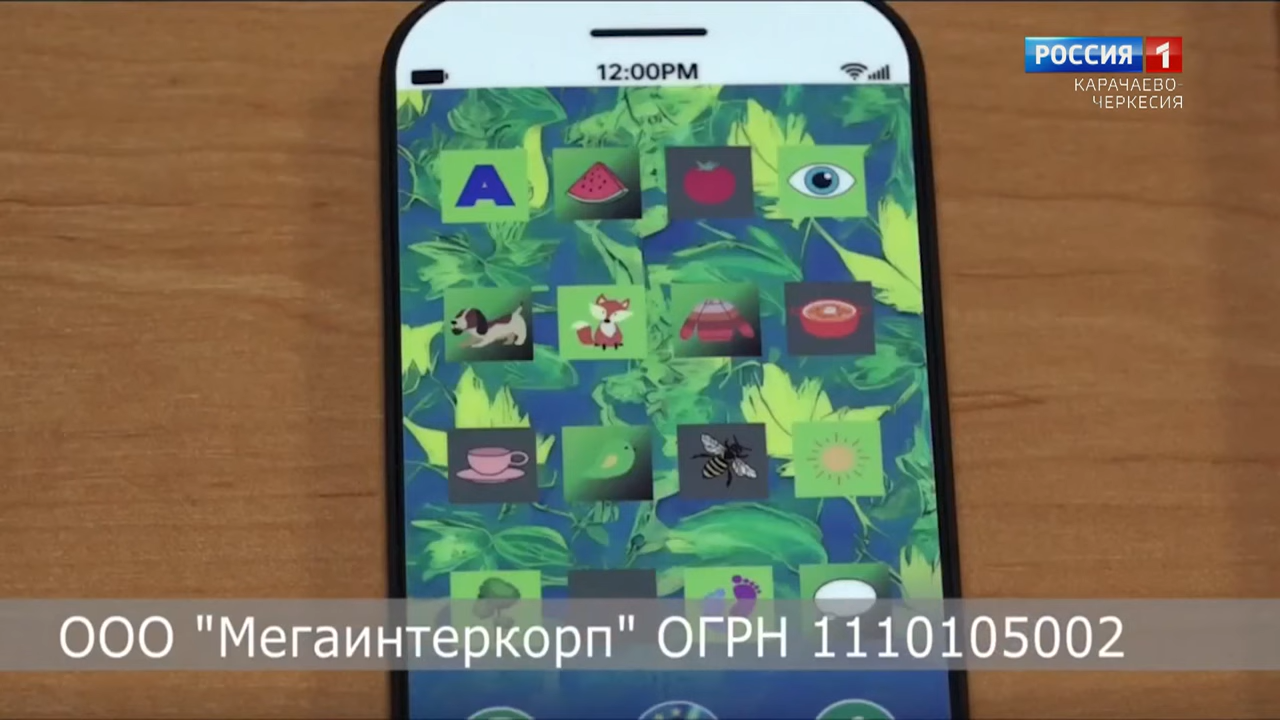 РОССИЯ 1
КАРАЧАЕВО-
ЧЕРКЕСИЯ
12:00PM
A
ООО "Мегаинтеркорп" ОГРН 1110105002